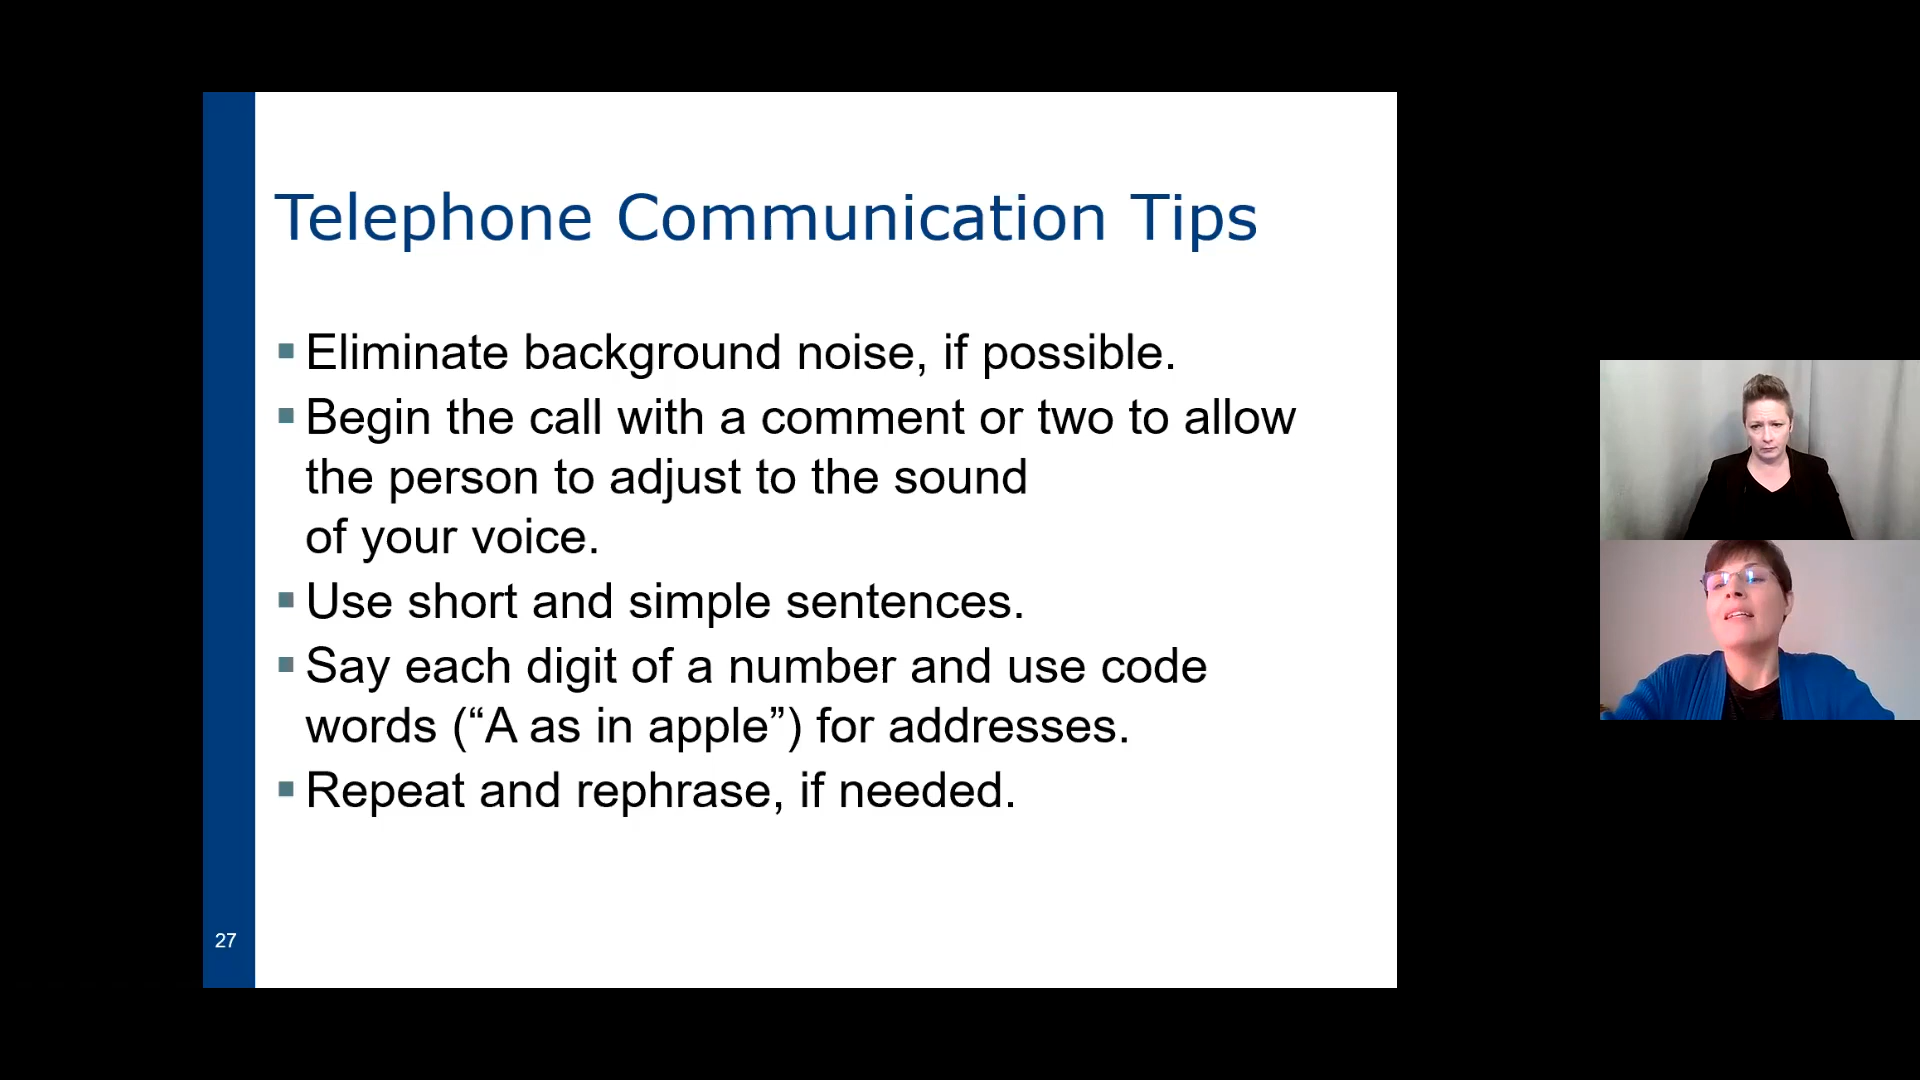 Telephone Communication Tips
▪ Eliminate background noise, if possible.
▪ Begin the call with a comment or two to allow
the person to adjust to the sound
of your voice.
▪ Use short and simple sentences.
▪ Say each digit of a number and use code
words (“A as in apple”) for addresses.
▪ Repeat and rephrase, if needed.
27